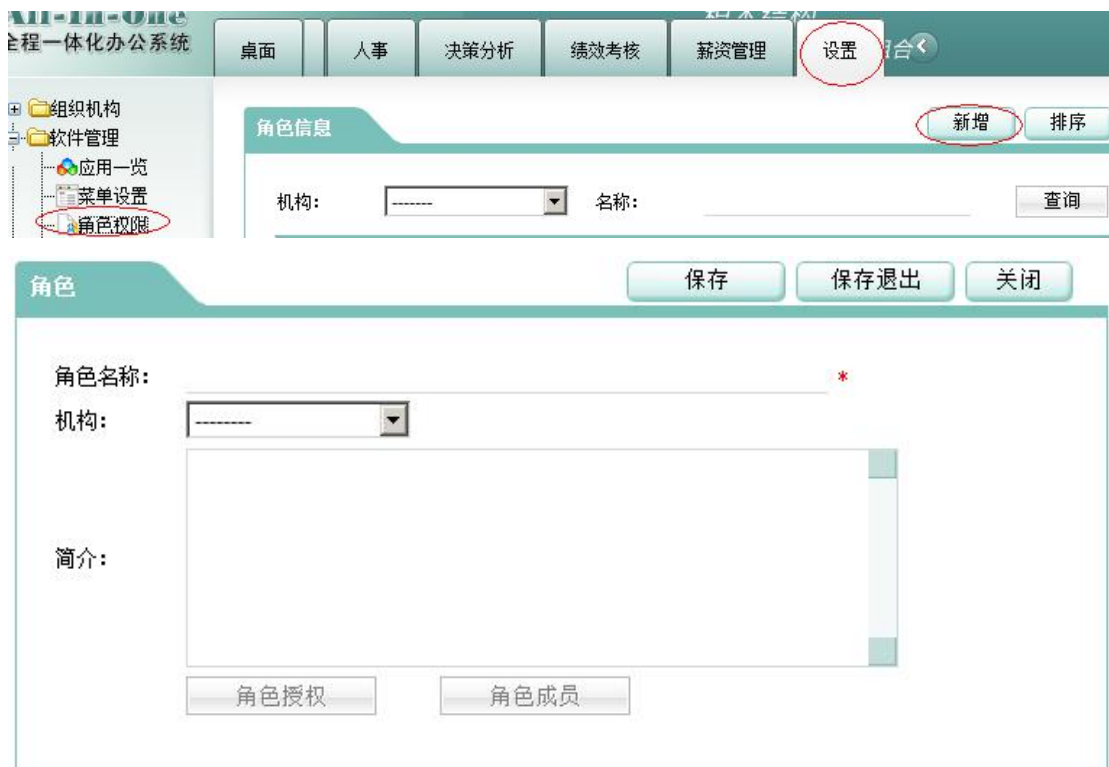 All-In-One
全程一体化办公系统
桌面 人事 决策分析 绩效考核 薪资管理 设置
组织机构
软件管理
应用一览
菜单设置
角色权限
角色信息 新增 排序
机构: ------- 名称: 查询
角色 保存 保存退出 关闭
角色名称: *
机构: --------
简介:
角色授权 角色成员